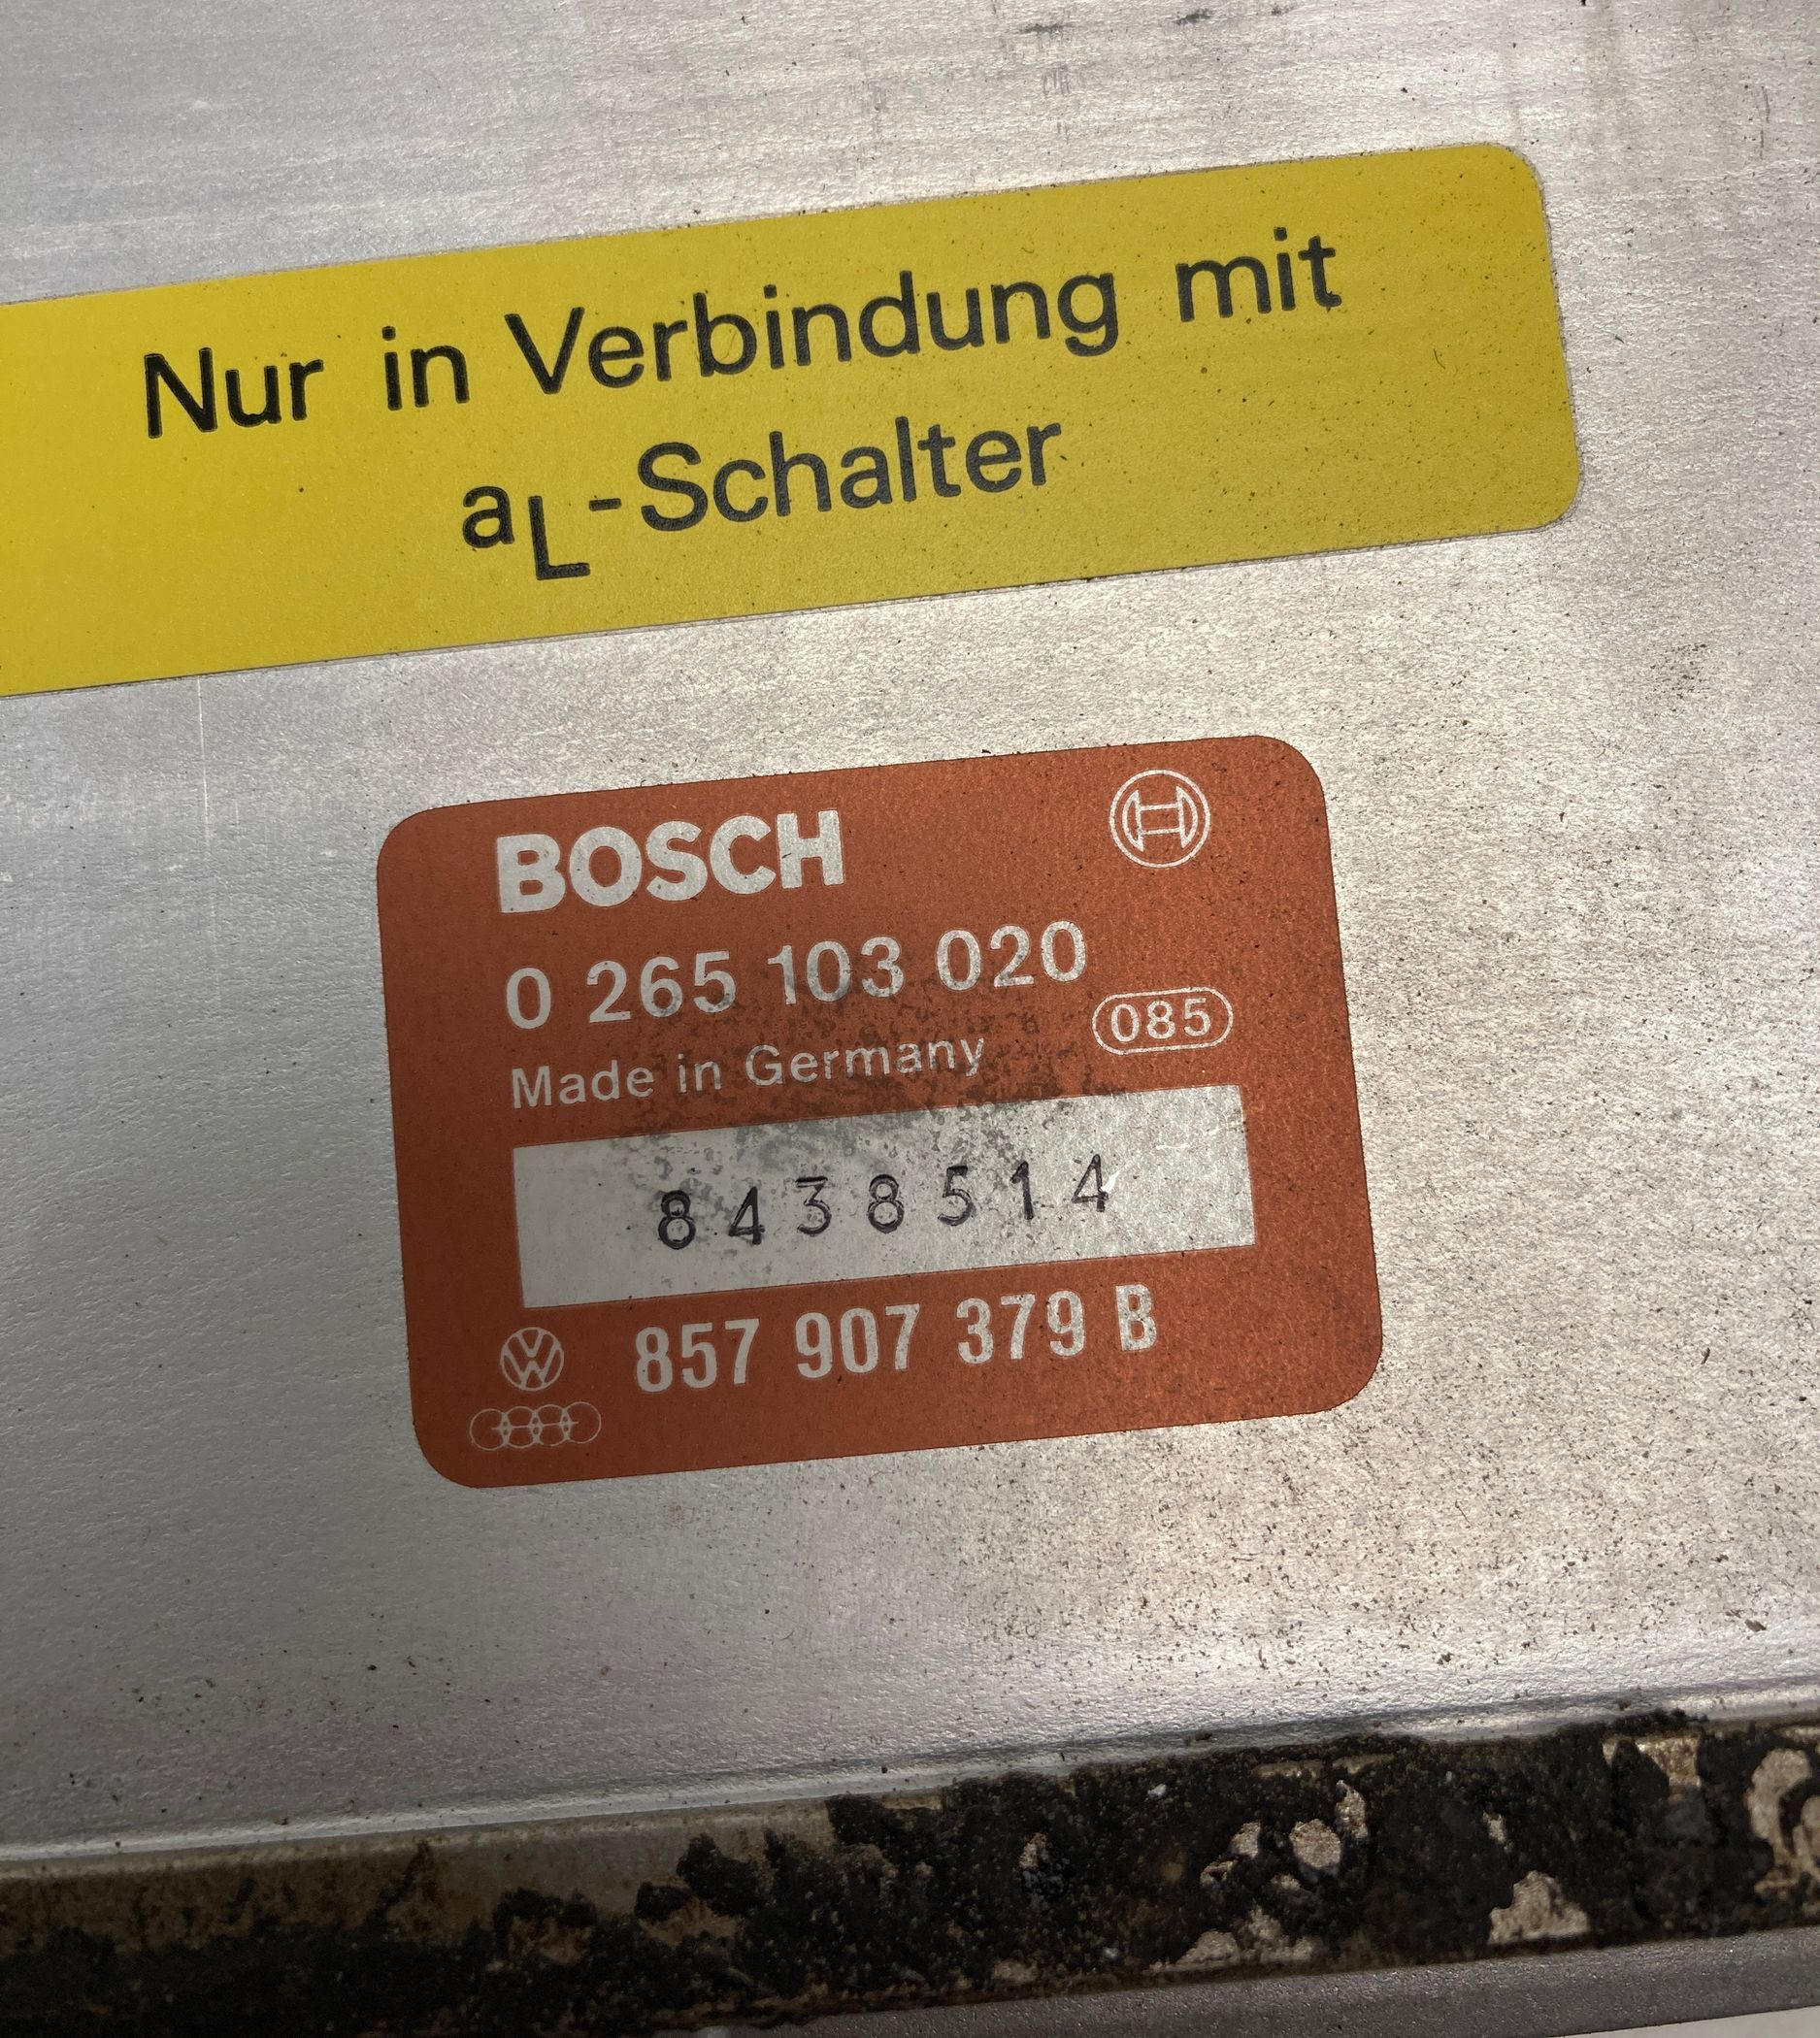 Nur in Verbindung mit
aL-Schalter
BOSCH
0 265 103 020
085
Made in Germany
8438514
857 907 379 B